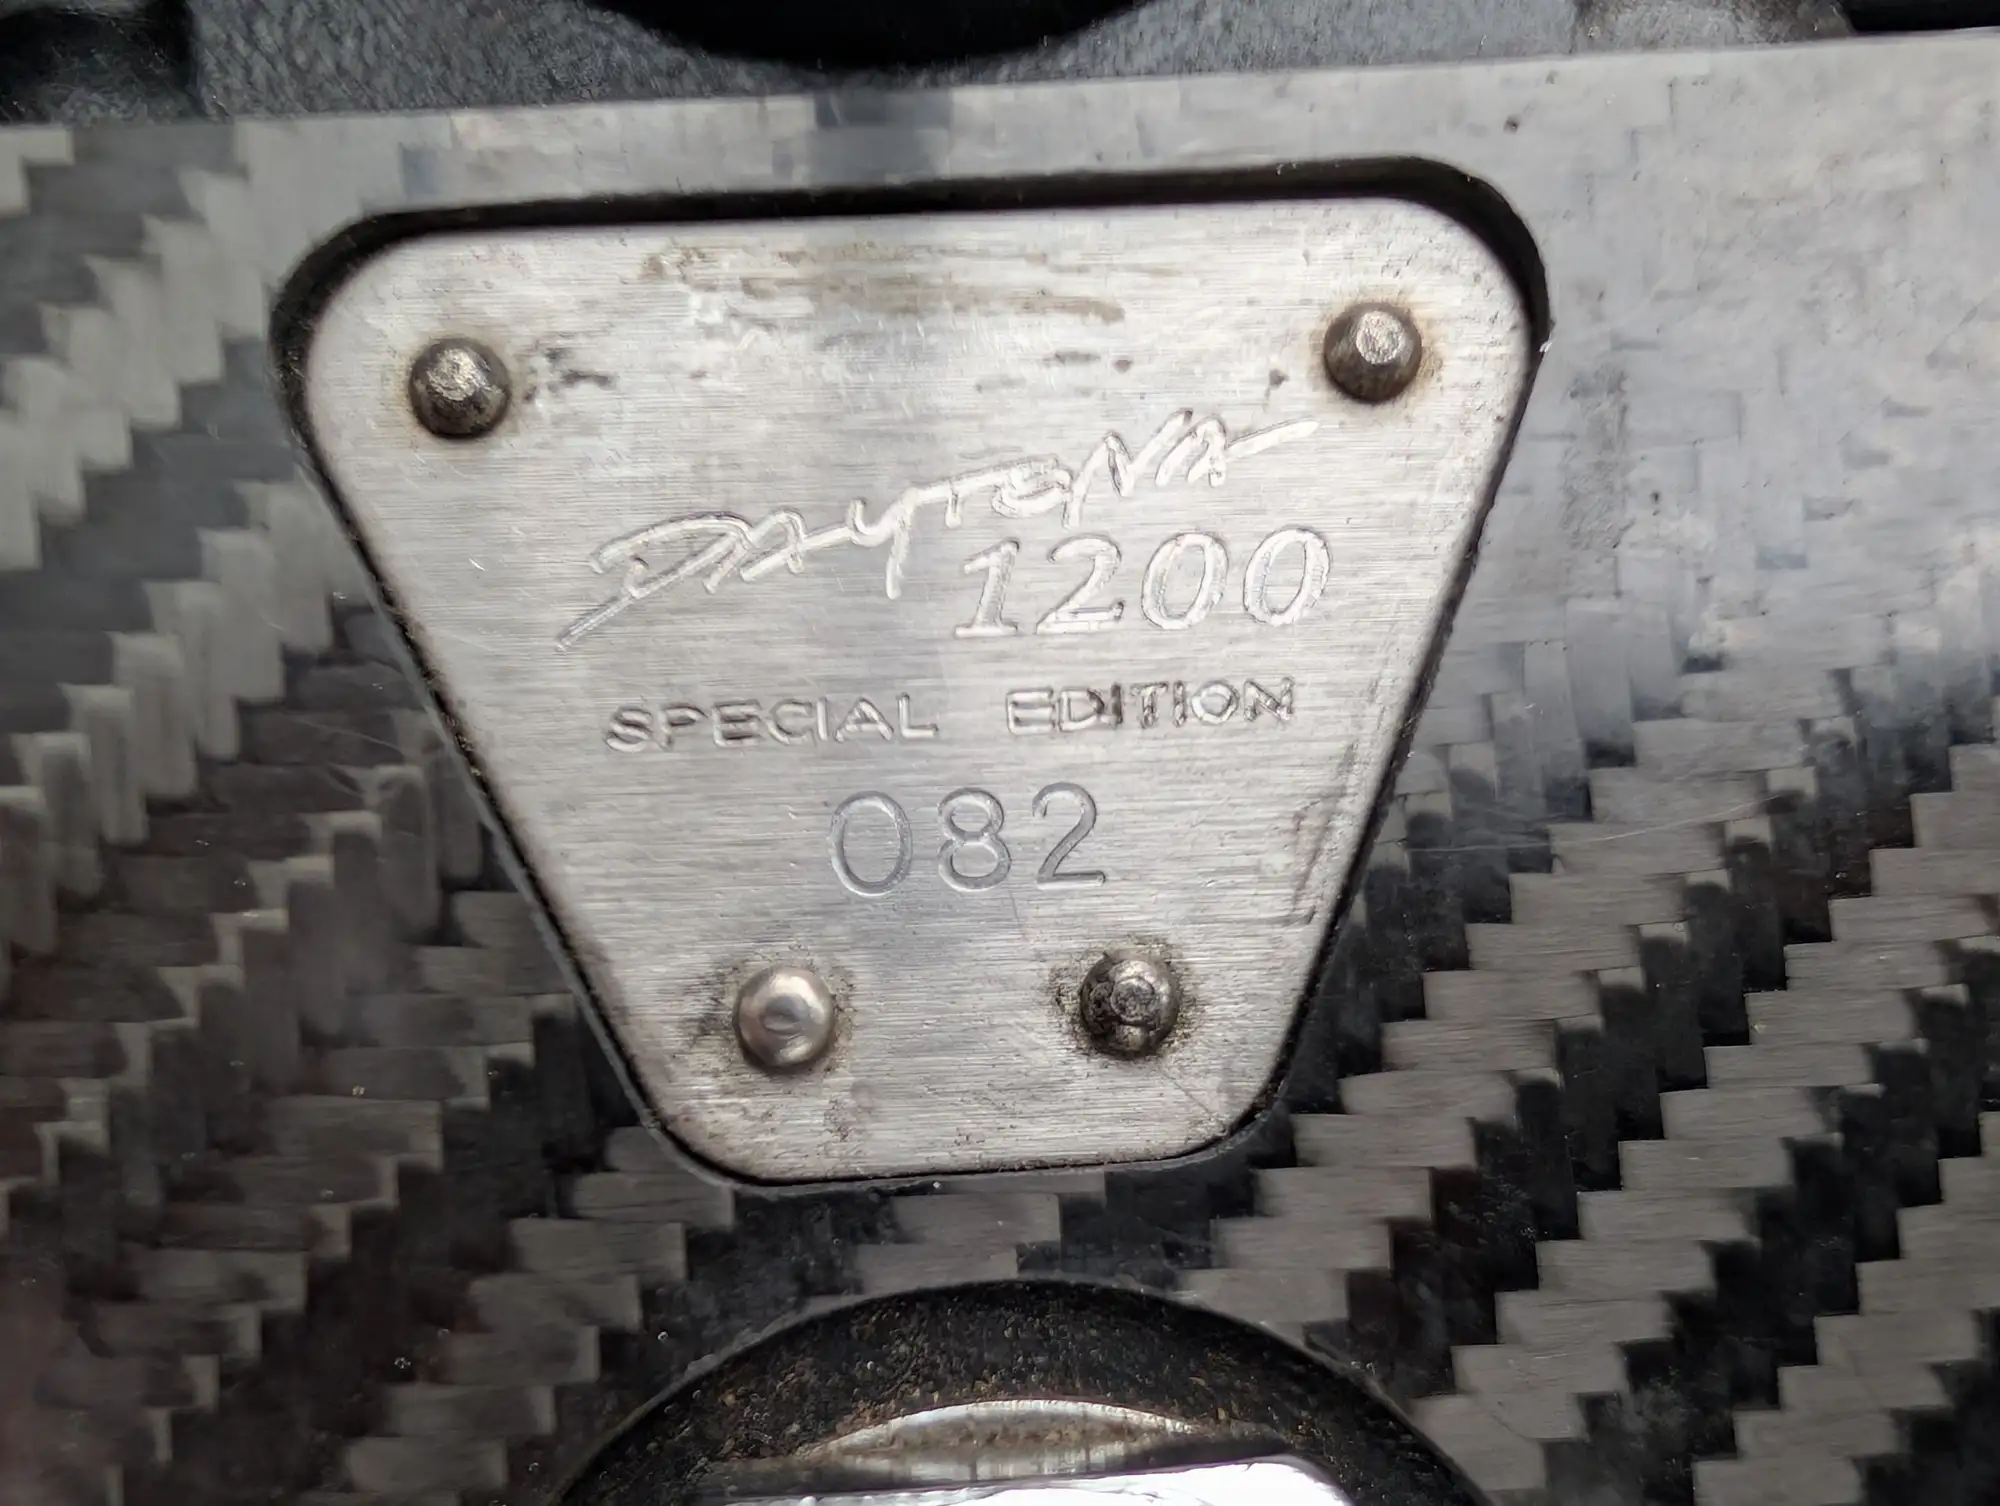 DAYTONA
1200
SPECIAL EDITION
082